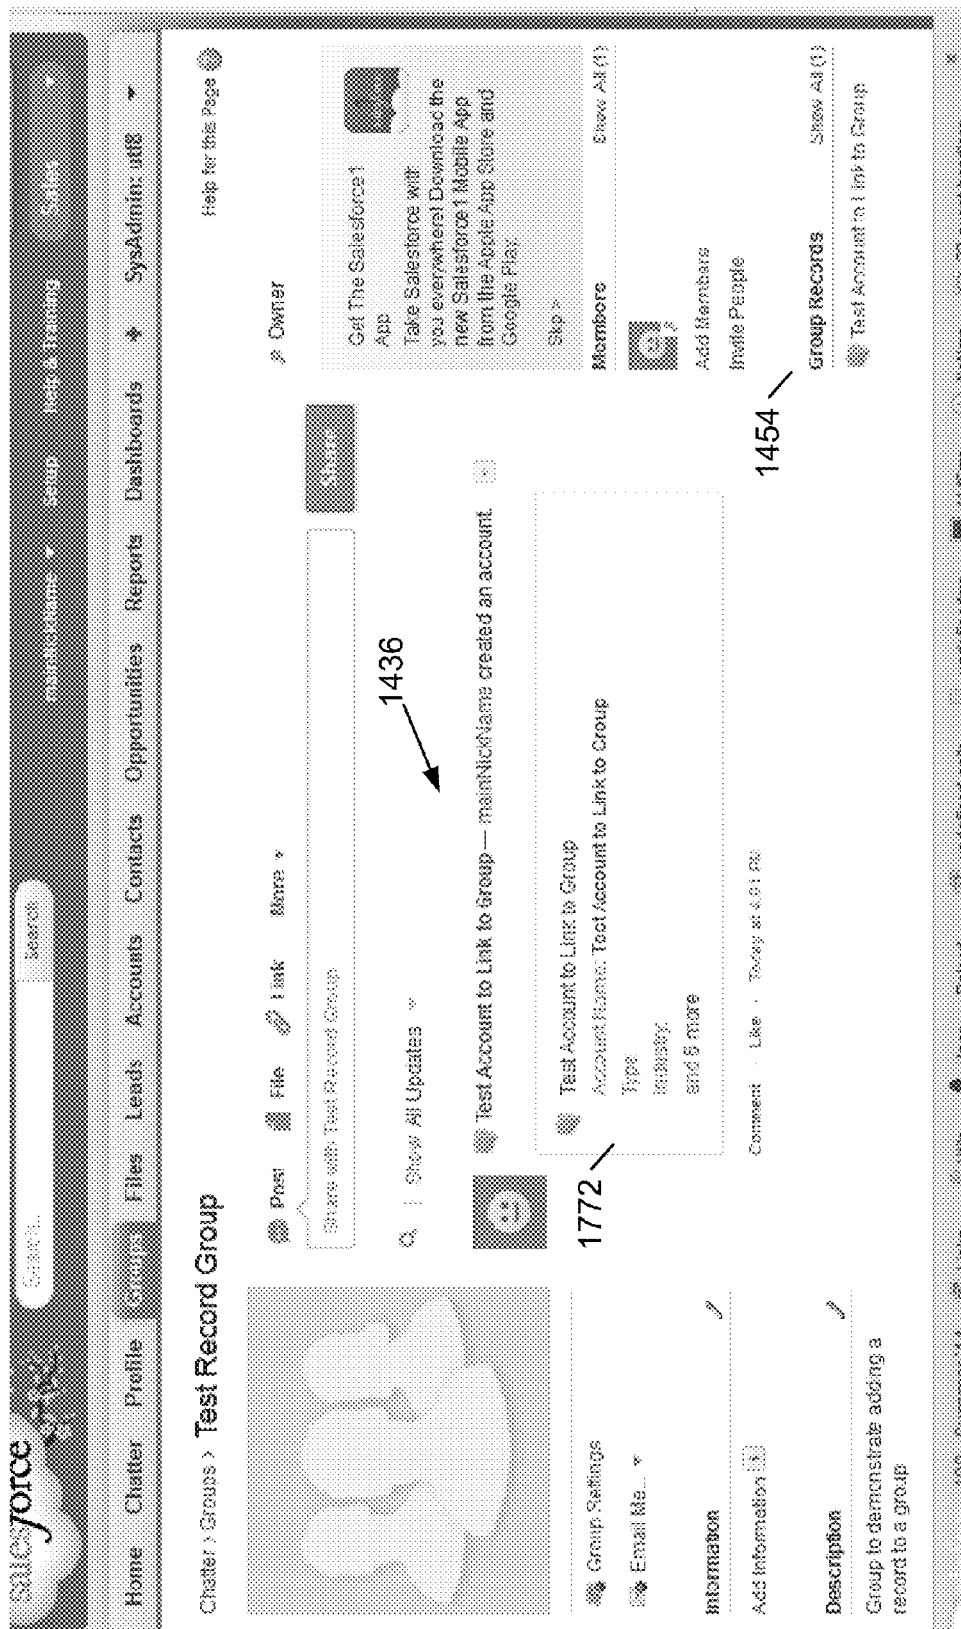 salesforce
Search... Search
mainNickName Setup Help & Training Sales
Home Chatter Profile Groups Files Leads Accounts Contacts Opportunities Reports Dashboards + SysAdmin: utf8
Chatter > Groups > Test Record Group
Help for this Page
Group Settings
Email Me...
Information
Add Information
Description
Group to demonstrate adding a
record to a group
Post File Link More
Share with Test Record Group
Share
Show All Updates
1436
Test Account to Link to Group — mainNickName created an account.
1772
Test Account to Link to Group
Account Name: Test Account to Link to Group
Type:
Industry:
and 6 more
Comment · Like · Today at 4:01 PM
Owner
Get The Salesforce1
App
Take Salesforce with
you everywhere! Download the
new Salesforce1 Mobile App
from the Apple App Store and
Google Play.
Skip >
Members Show All (1)
Add Members
Invite People
1454
Group Records Show All (1)
Test Account to Link to Group